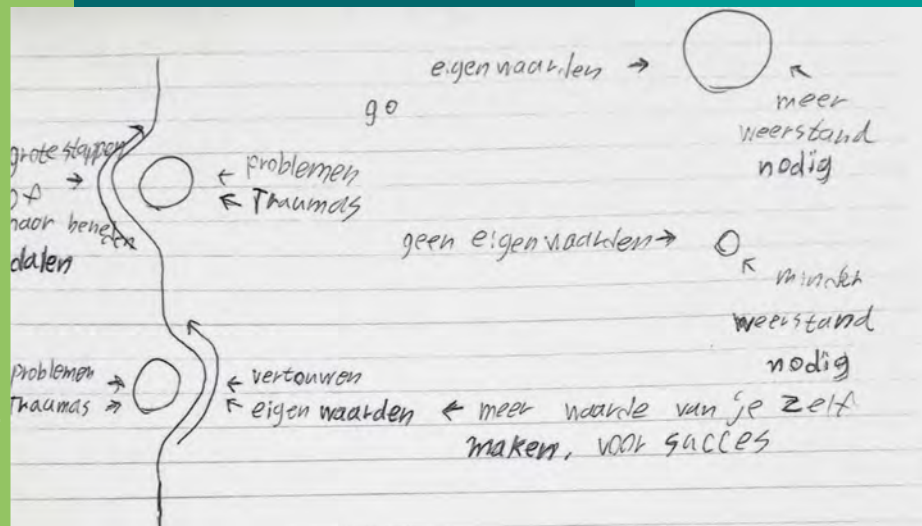 eigenwaarden →
meer
weerstand
nodig
go
grote stappen
of →
naar beneden
dalen
← problemen
← Traumas
geen eigenwaarden →
minder
weerstand
nodig
problemen →
Traumas →
← vertouwen
← eigen waarden ← meer waarde van je zelf
maken, voor succes